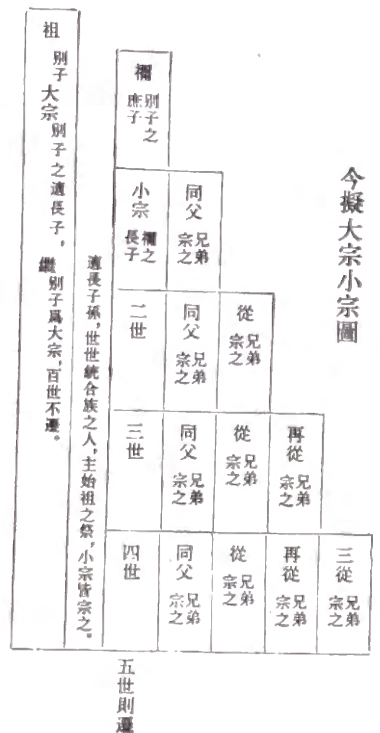 今擬大宗小宗圖
三從 兄弟宗之
再從 兄弟宗之
再從 兄弟宗之
從 兄弟宗之
從 兄弟宗之
從 兄弟宗之
同父 兄弟宗之
同父 兄弟宗之
同父 兄弟宗之
同父 兄弟宗之
禰 別子之庶子
小宗 禰之長子
二世
三世
四世
五世則遷
適長子孫,世世統合族之人,主始祖之祭,小宗皆宗之。
祖 別子
大宗 別子之適長子,
繼別子爲大宗,百世不遷。